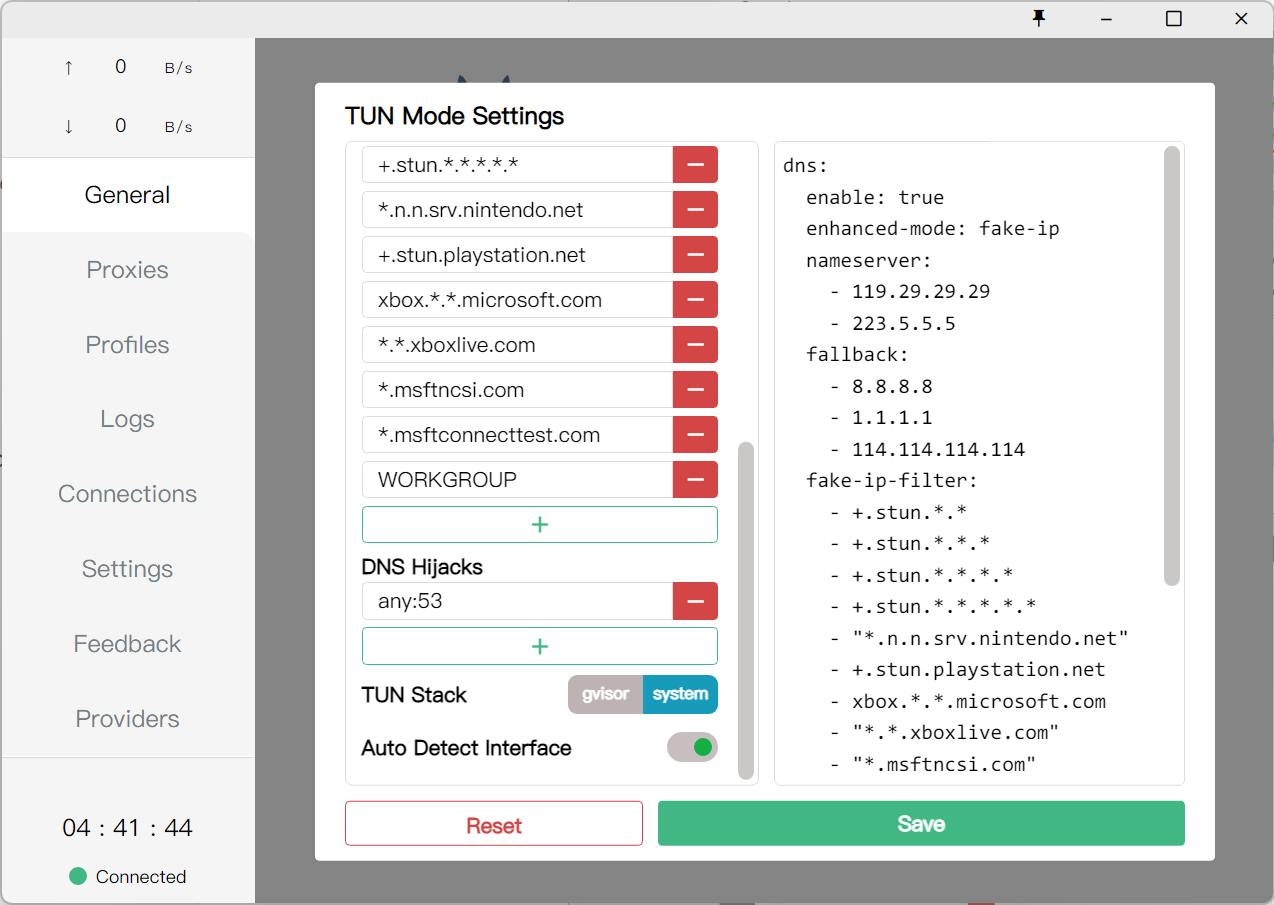 ↑ 0 B/s
↓ 0 B/s
General
Proxies
Profiles
Logs
Connections
Settings
Feedback
Providers
04 : 41 : 44
Connected
TUN Mode Settings
+.stun.*.*.*.*.*
*.n.n.srv.nintendo.net
+.stun.playstation.net
xbox.*.*.microsoft.com
*.*.xboxlive.com
*.msftncsi.com
*.msftconnecttest.com
WORKGROUP
+
DNS Hijacks
any:53
+
TUN Stack gvisor system
Auto Detect Interface
dns:
enable: true
enhanced-mode: fake-ip
nameserver:
- 119.29.29.29
- 223.5.5.5
fallback:
- 8.8.8.8
- 1.1.1.1
- 114.114.114.114
fake-ip-filter:
- +.stun.*.*
- +.stun.*.*.*
- +.stun.*.*.*.*
- +.stun.*.*.*.*.*
- "*.n.n.srv.nintendo.net"
- +.stun.playstation.net
- xbox.*.*.microsoft.com
- "*.*.xboxlive.com"
- "*.msftncsi.com"
Reset
Save